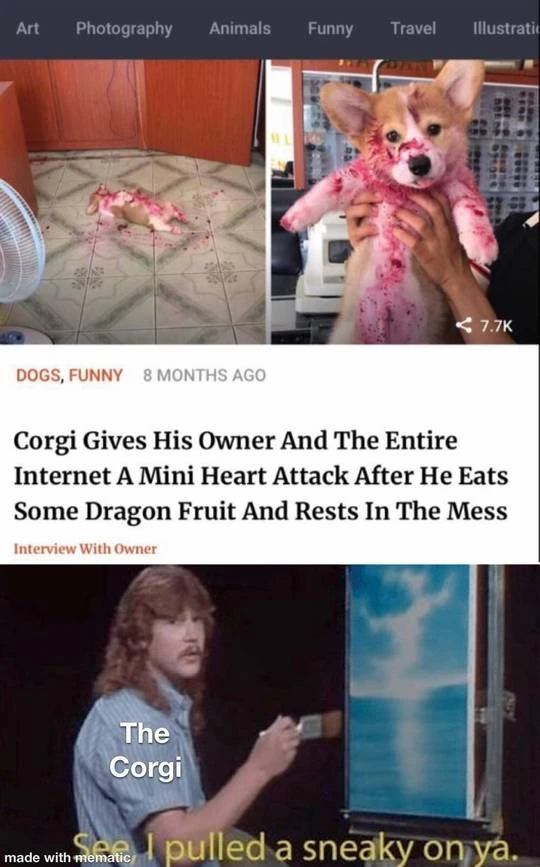 Art Photography Animals Funny Travel Illustrati
7.7K
DOGS, FUNNY 8 MONTHS AGO
Corgi Gives His Owner And The Entire
Internet A Mini Heart Attack After He Eats
Some Dragon Fruit And Rests In The Mess
Interview With Owner
The
Corgi
See, I pulled a sneaky on ya.
made with mematic